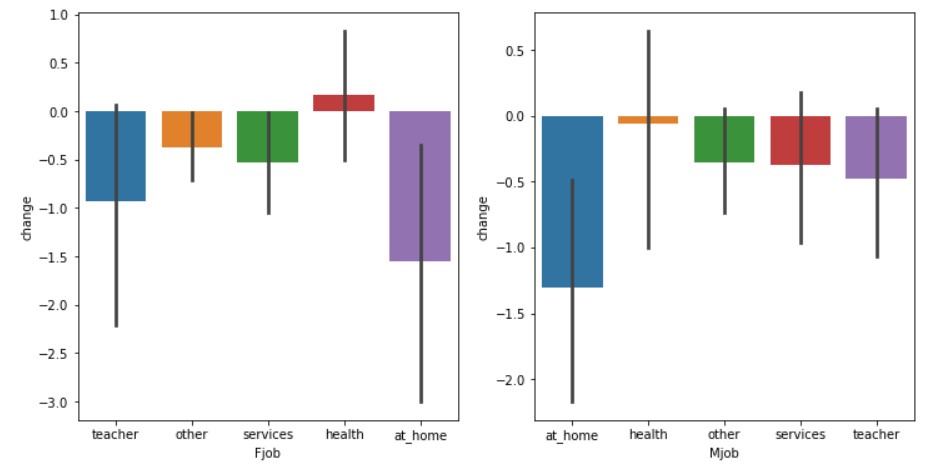 1.0
0.5
0.0
−0.5
−1.0
−1.5
−2.0
−2.5
−3.0
change
teacher other services health at_home
Fjob
0.5
0.0
−0.5
−1.0
−1.5
−2.0
change
at_home health other services teacher
Mjob